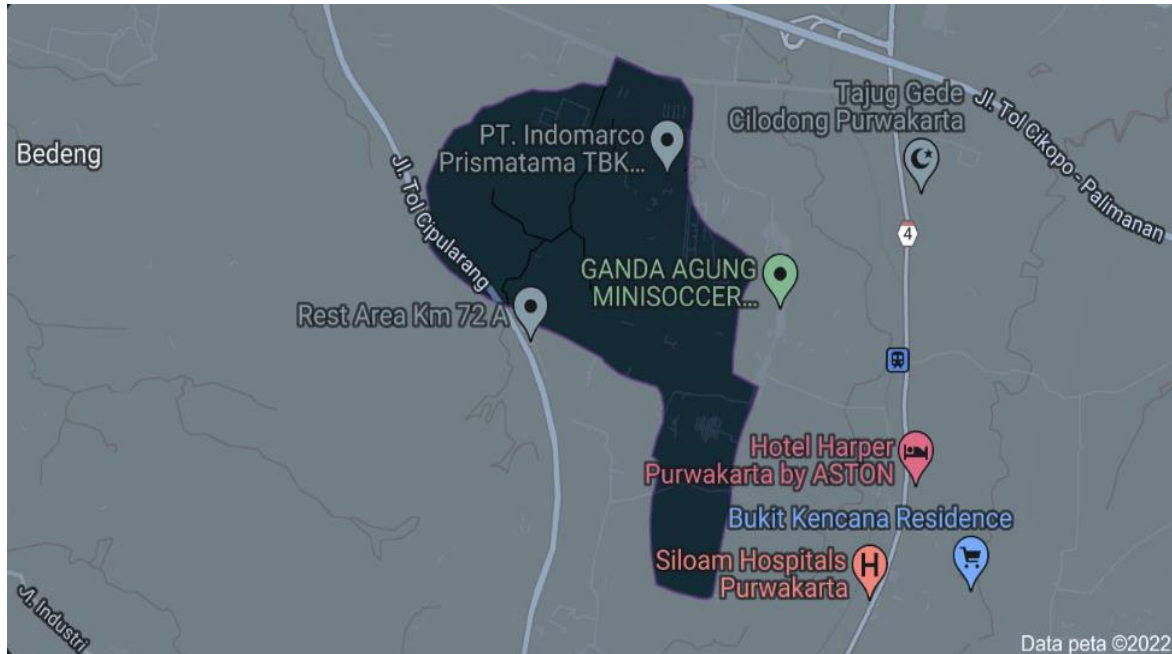 Tajug Gede
Cilodong Purwakarta
Jl. Tol Cikopo - Palimanan
PT. Indomarco
Prismatama TBK...
Bedeng
Jl. Tol Cipularang
4
GANDA AGUNG
MINISOCCER...
Rest Area Km 72 A
Hotel Harper
Purwakarta by ASTON
Bukit Kencana Residence
Siloam Hospitals
Purwakarta
H
Jl. Industri
Data peta ©2022